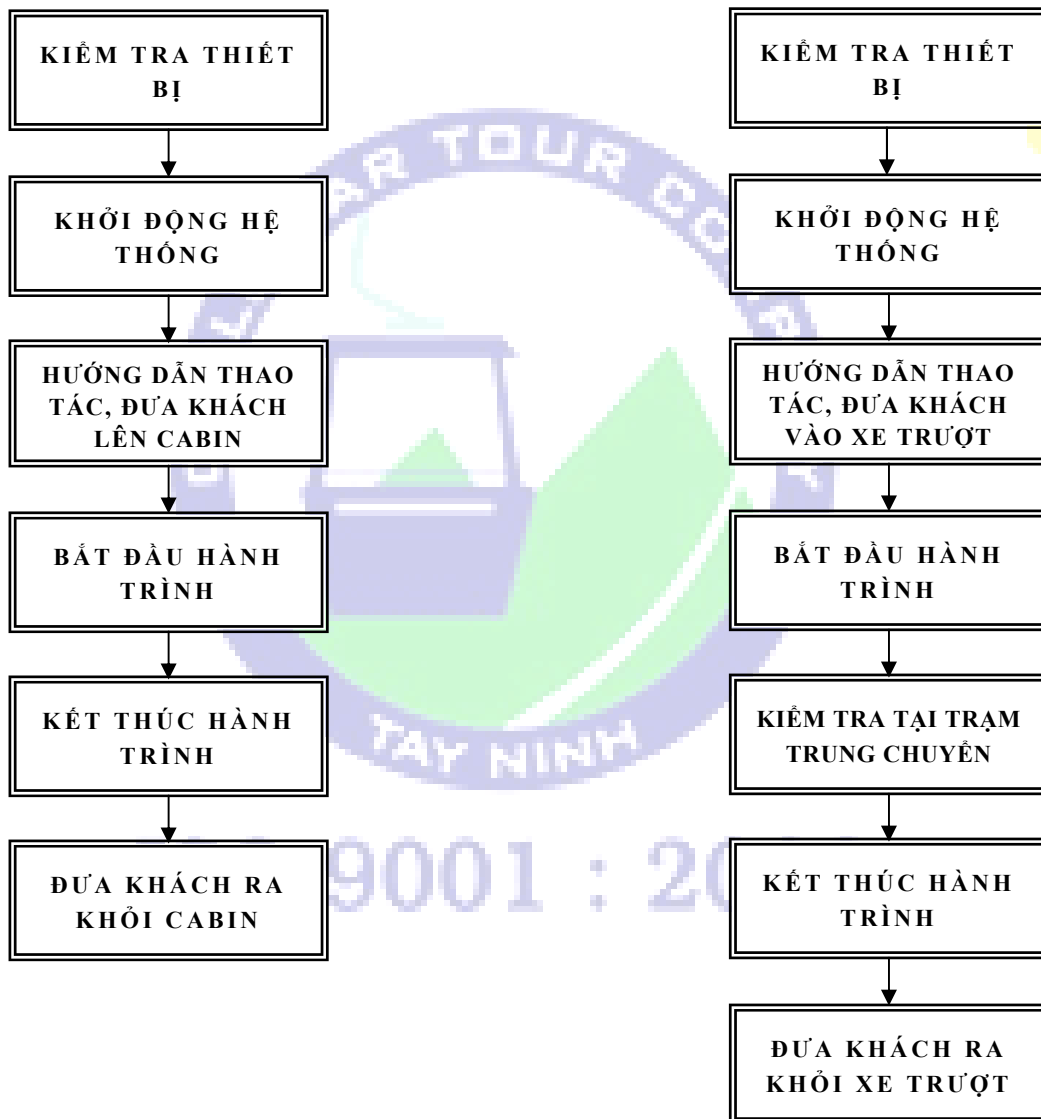 KIỂM TRA THIẾT
BỊ
KHỞI ĐỘNG HỆ
THỐNG
HƯỚNG DẪN THAO
TÁC, ĐƯA KHÁCH
LÊN CABIN
BẮT ĐẦU HÀNH
TRÌNH
KẾT THÚC HÀNH
TRÌNH
ĐƯA KHÁCH RA
KHỎI CABIN
KIỂM TRA THIẾT
BỊ
KHỞI ĐỘNG HỆ
THỐNG
HƯỚNG DẪN THAO
TÁC, ĐƯA KHÁCH
VÀO XE TRƯỢT
BẮT ĐẦU HÀNH
TRÌNH
KIỂM TRA TẠI TRẠM
TRUNG CHUYỂN
KẾT THÚC HÀNH
TRÌNH
ĐƯA KHÁCH RA
KHỎI XE TRƯỢT
TOUR
TAY NINH
9001 :